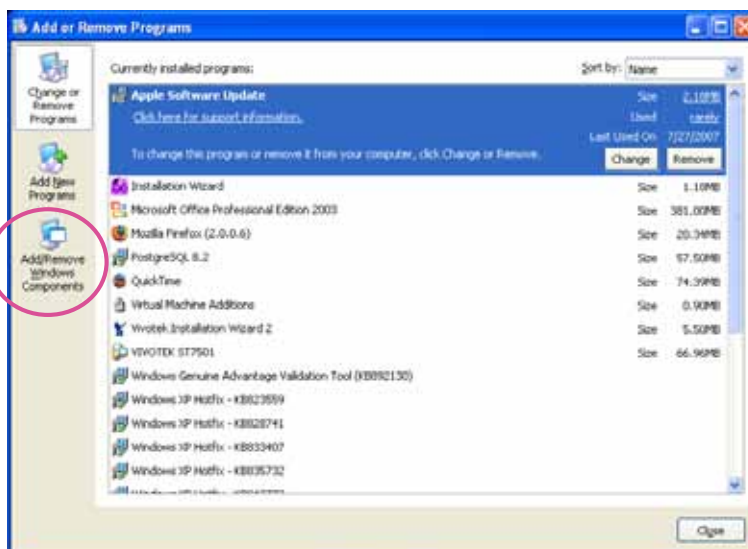 Add or Remove Programs
Change or
Remove
Programs
Add New
Programs
Add/Remove
Windows
Components
Currently installed programs:
Sort by: Name
Apple Software Update
Size 2.10MB
Click here for support information.
Used rarely
Last Used On 7/27/2007
To change this program or remove it from your computer, click Change or Remove.
Change
Remove
Installation Wizard Size 1.10MB
Microsoft Office Professional Edition 2003 Size 381.00MB
Mozilla Firefox (2.0.0.6) Size 20.34MB
PostgreSQL 8.2 Size 57.50MB
QuickTime Size 74.39MB
Virtual Machine Additions Size 0.90MB
Vivotek Installation Wizard 2 Size 5.50MB
VIVOTEK ST7501 Size 66.96MB
Windows Genuine Advantage Validation Tool (KB892130)
Windows XP Hotfix - KB823559
Windows XP Hotfix - KB828741
Windows XP Hotfix - KB833407
Windows XP Hotfix - KB835732
Close